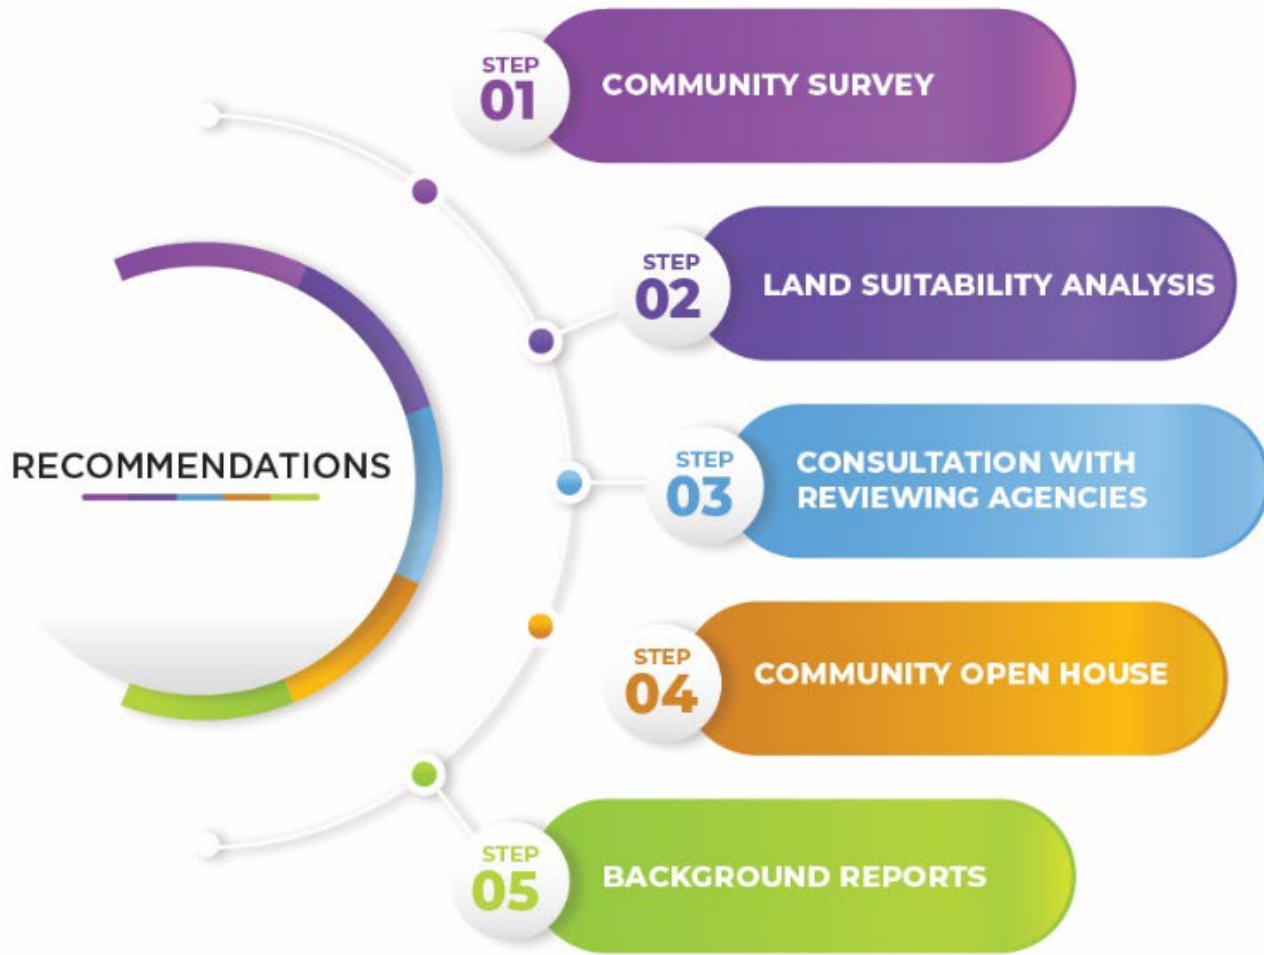 RECOMMENDATIONS
STEP
01
COMMUNITY SURVEY
STEP
02
LAND SUITABILITY ANALYSIS
STEP
03
CONSULTATION WITH
REVIEWING AGENCIES
STEP
04
COMMUNITY OPEN HOUSE
STEP
05
BACKGROUND REPORTS